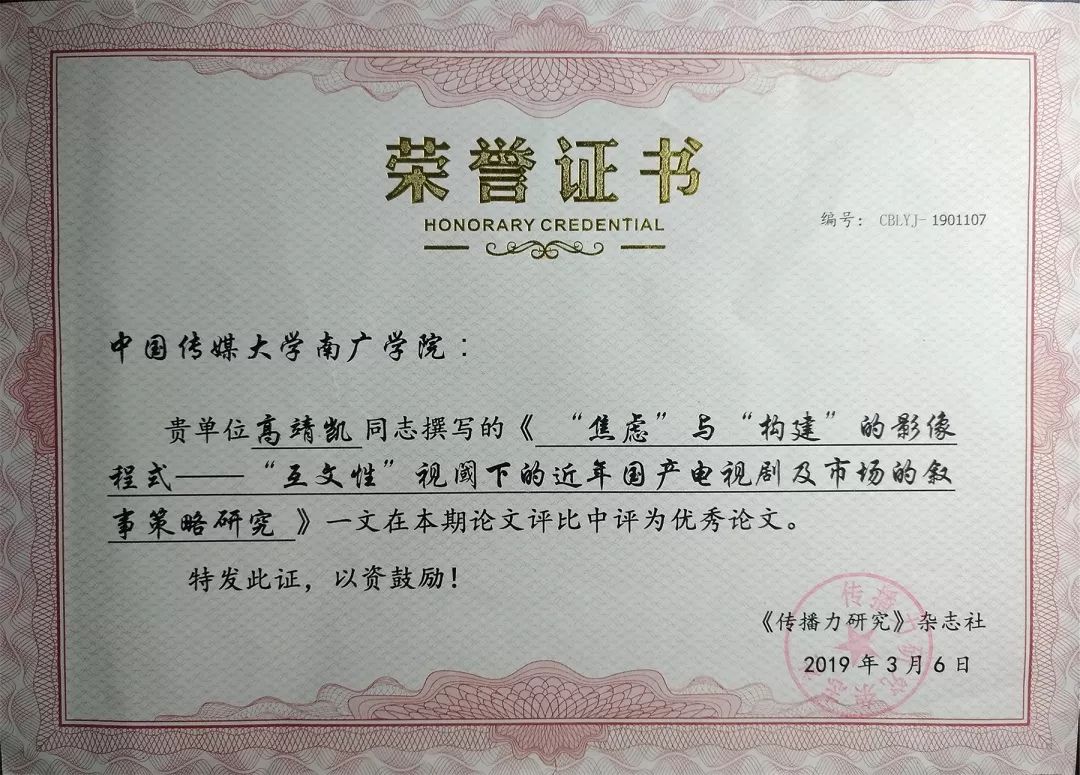 荣誉证书
HONORARY CREDENTIAL
编号: CBLYJ-1901107
中国传媒大学南广学院:
贵单位高靖凯同志撰写的《“焦虑”与“构建”的影像
程式——“互文性”视阈下的近年国产电视剧及市场的叙
事策略研究》一文在本期论文评比中评为优秀论文。
特发此证，以资鼓励！
《传播力研究》杂志社
2019年3月6日